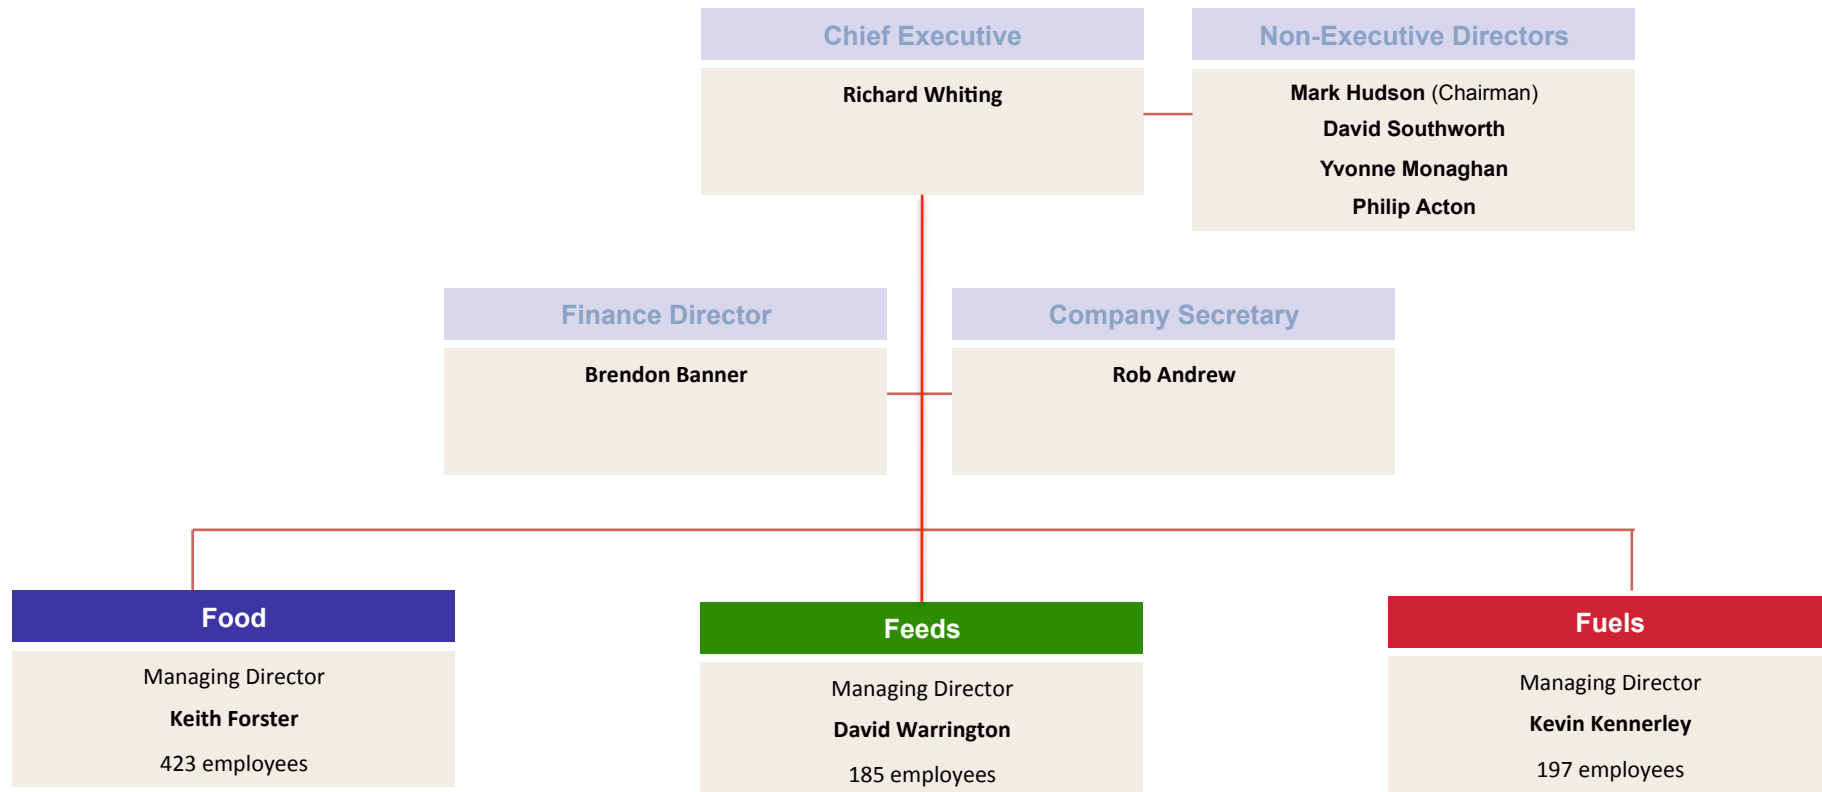 Chief Executive
Richard Whiting
Non-Executive Directors
Mark Hudson (Chairman)
David Southworth
Yvonne Monaghan
Philip Acton
Finance Director
Brendon Banner
Company Secretary
Rob Andrew
Food
Managing Director
Keith Forster
423 employees
Feeds
Managing Director
David Warrington
185 employees
Fuels
Managing Director
Kevin Kennerley
197 employees